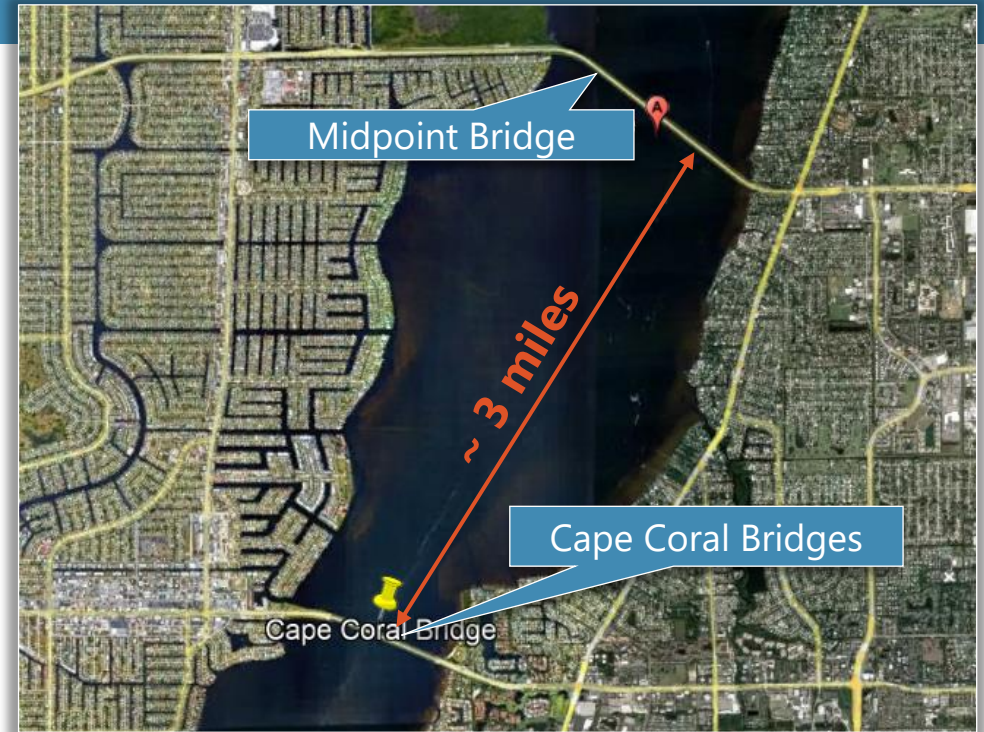 Midpoint Bridge
A
~ 3 miles
Cape Coral Bridges
Cape Coral Bridge